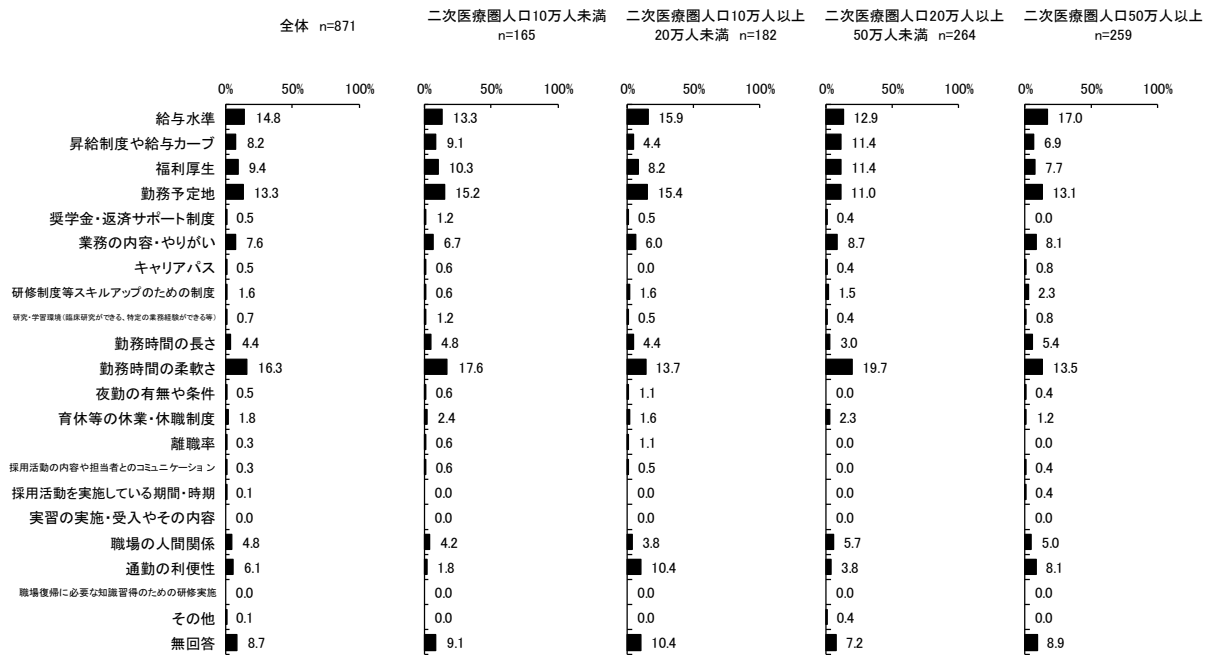 全体 n=871
二次医療圏人口10万人未満
n=165
二次医療圏人口10万人以上
20万人未満 n=182
二次医療圏人口20万人以上
50万人未満 n=264
二次医療圏人口50万人以上
n=259
0% 50% 100% 0% 50% 100% 0% 50% 100% 0% 50% 100% 0% 50% 100%
給与水準 14.8 13.3 15.9 12.9 17.0
昇給制度や給与カーブ 8.2 9.1 4.4 11.4 6.9
福利厚生 9.4 10.3 8.2 11.4 7.7
勤務予定地 13.3 15.2 15.4 11.0 13.1
奨学金・返済サポート制度 0.5 1.2 0.5 0.4 0.0
業務の内容・やりがい 7.6 6.7 6.0 8.7 8.1
キャリアパス 0.5 0.6 0.0 0.4 0.8
研修制度等スキルアップのための制度 1.6 0.6 1.6 1.5 2.3
研究・学習環境(臨床研究ができる、特定の業務経験ができる等) 0.7 1.2 0.5 0.4 0.8
勤務時間の長さ 4.4 4.8 4.4 3.0 5.4
勤務時間の柔軟さ 16.3 17.6 13.7 19.7 13.5
夜勤の有無や条件 0.5 0.6 1.1 0.0 0.4
育休等の休業・休職制度 1.8 2.4 1.6 2.3 1.2
離職率 0.3 0.6 1.1 0.0 0.0
採用活動の内容や担当者とのコミュニケーション 0.3 0.6 0.5 0.0 0.4
採用活動を実施している期間・時期 0.1 0.0 0.0 0.0 0.4
実習の実施・受入やその内容 0.0 0.0 0.0 0.0 0.0
職場の人間関係 4.8 4.2 3.8 5.7 5.0
通勤の利便性 6.1 1.8 10.4 3.8 8.1
職場復帰に必要な知識習得のための研修実施 0.0 0.0 0.0 0.0 0.0
その他 0.1 0.0 0.0 0.4 0.0
無回答 8.7 9.1 10.4 7.2 8.9